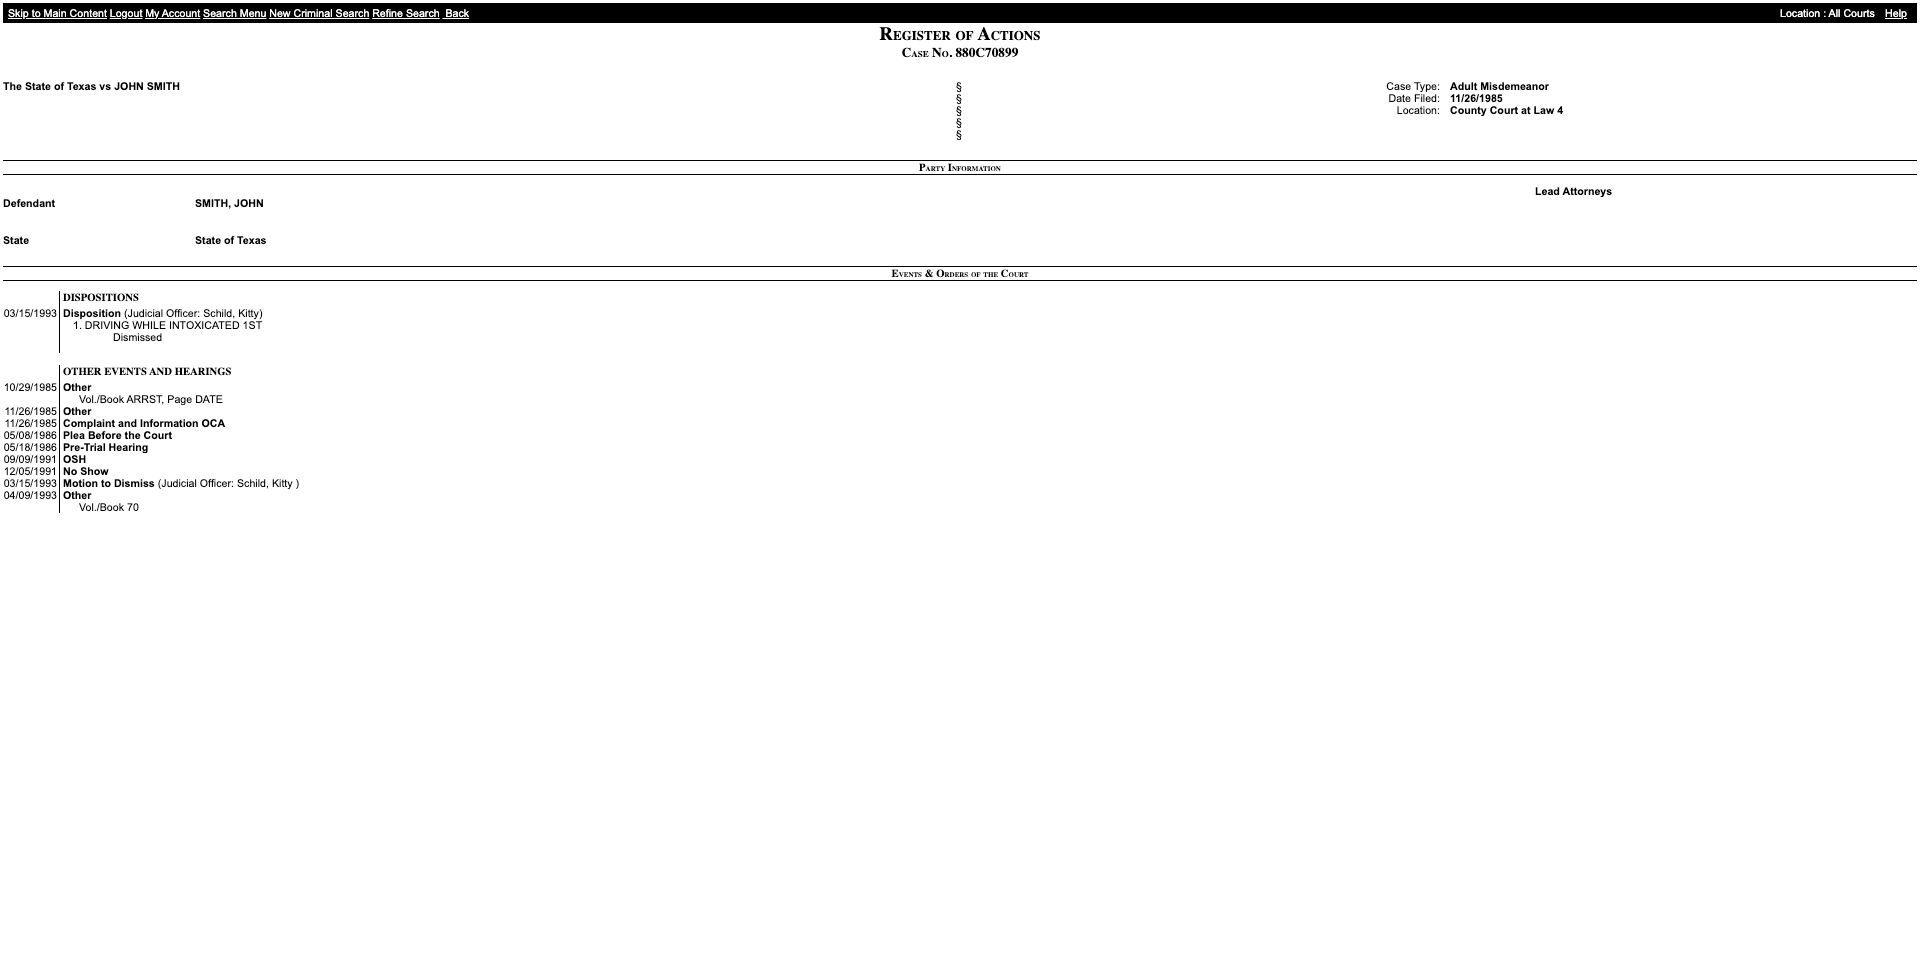 Skip to Main Content Logout My Account Search Menu New Criminal Search Refine Search Back Location : All Courts Help
Register of Actions
Case No. 880C70899
The State of Texas vs JOHN SMITH
§
§
§
§
§
Case Type: Adult Misdemeanor
Date Filed: 11/26/1985
Location: County Court at Law 4
Party Information
Lead Attorneys
Defendant SMITH, JOHN
State State of Texas
Events & Orders of the Court
DISPOSITIONS
03/15/1993 Disposition (Judicial Officer: Schild, Kitty)
1. DRIVING WHILE INTOXICATED 1ST
Dismissed
OTHER EVENTS AND HEARINGS
10/29/1985 Other
Vol./Book ARRST, Page DATE
11/26/1985 Other
11/26/1985 Complaint and Information OCA
05/08/1986 Plea Before the Court
05/18/1986 Pre-Trial Hearing
09/09/1991 OSH
12/05/1991 No Show
03/15/1993 Motion to Dismiss (Judicial Officer: Schild, Kitty )
04/09/1993 Other
Vol./Book 70